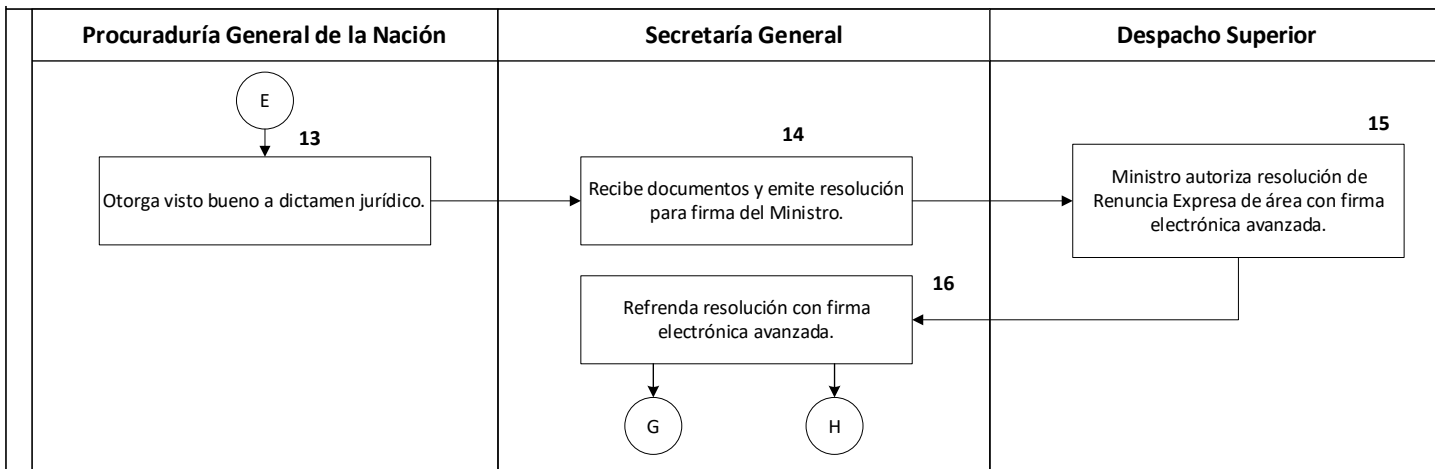 Procuraduría General de la Nación
Secretaría General
Despacho Superior
E
13
Otorga visto bueno a dictamen jurídico.
14
Recibe documentos y emite resolución
para firma del Ministro.
15
Ministro autoriza resolución de
Renuncia Expresa de área con firma
electrónica avanzada.
16
Refrenda resolución con firma
electrónica avanzada.
G
H